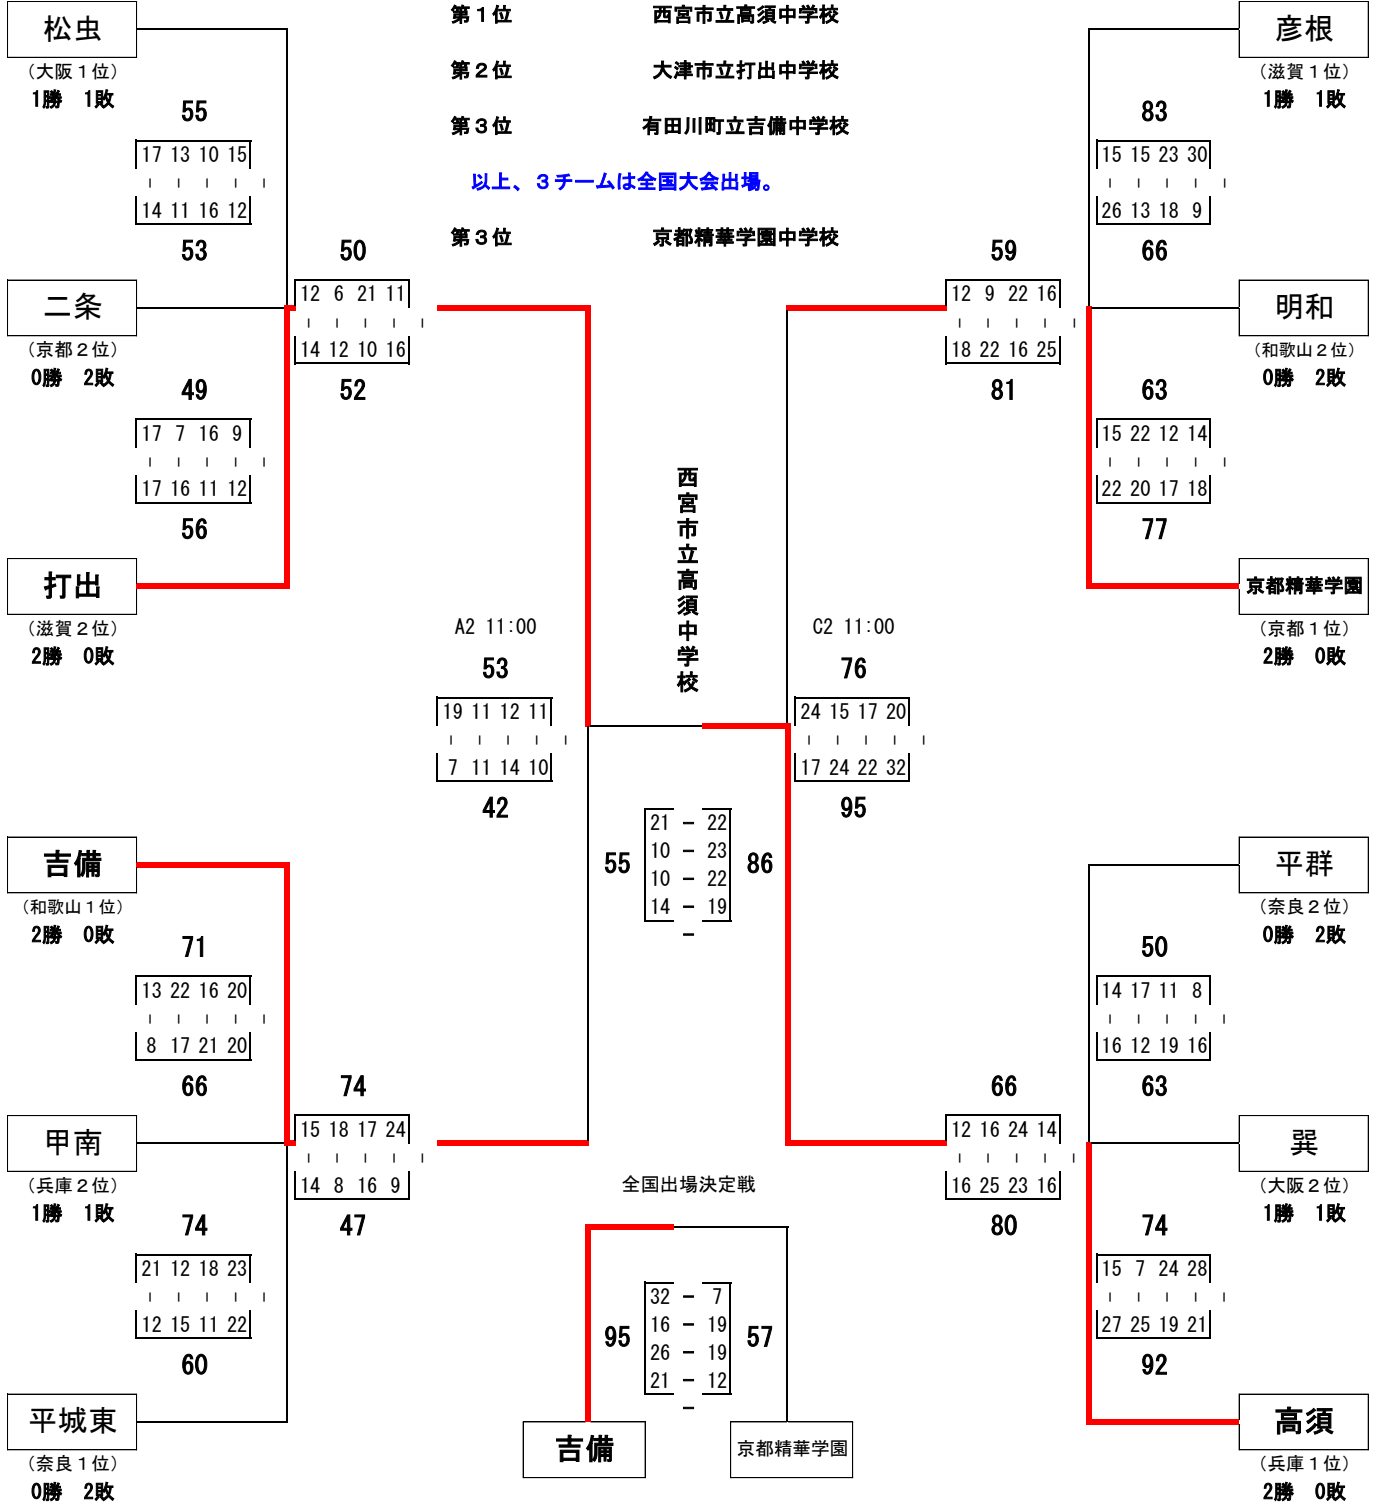 第１位 西宮市立高須中学校
第２位 大津市立打出中学校
第３位 有田川町立吉備中学校
以上、３チームは全国大会出場。
第３位 京都精華学園中学校
松虫
（大阪１位）
1勝 1敗
55
17 13 10 15
- - - - -
14 11 16 12
53
二条
（京都２位）
0勝 2敗
50
12 6 21 11
- - - - -
14 12 10 16
52
49
17 7 16 9
- - - - -
17 16 11 12
56
打出
（滋賀２位）
2勝 0敗
A2 11:00
53
19 11 12 11
- - - - -
7 11 14 10
42
吉備
（和歌山１位）
2勝 0敗
71
13 22 16 20
- - - - -
8 17 21 20
66
甲南
（兵庫２位）
1勝 1敗
74
15 18 17 24
- - - - -
14 8 16 9
47
74
21 12 18 23
- - - - -
12 15 11 22
60
平城東
（奈良１位）
0勝 2敗
西宮市立高須中学校
55
21 - 22
10 - 23
10 - 22
14 - 19
-
86
全国出場決定戦
95
32 - 7
16 - 19
26 - 19
21 - 12
-
57
吉備
京都精華学園
彦根
（滋賀１位）
1勝 1敗
83
15 15 23 30
- - - - -
26 13 18 9
66
59
12 9 22 16
- - - - -
18 22 16 25
81
明和
（和歌山２位）
0勝 2敗
63
15 22 12 14
- - - - -
22 20 17 18
77
京都精華学園
（京都１位）
2勝 0敗
C2 11:00
76
24 15 17 20
- - - - -
17 24 22 32
95
平群
（奈良２位）
0勝 2敗
50
14 17 11 8
- - - - -
16 12 19 16
63
66
12 16 24 14
- - - - -
16 25 23 16
80
巽
（大阪２位）
1勝 1敗
74
15 7 24 28
- - - - -
27 25 19 21
92
高須
（兵庫１位）
2勝 0敗